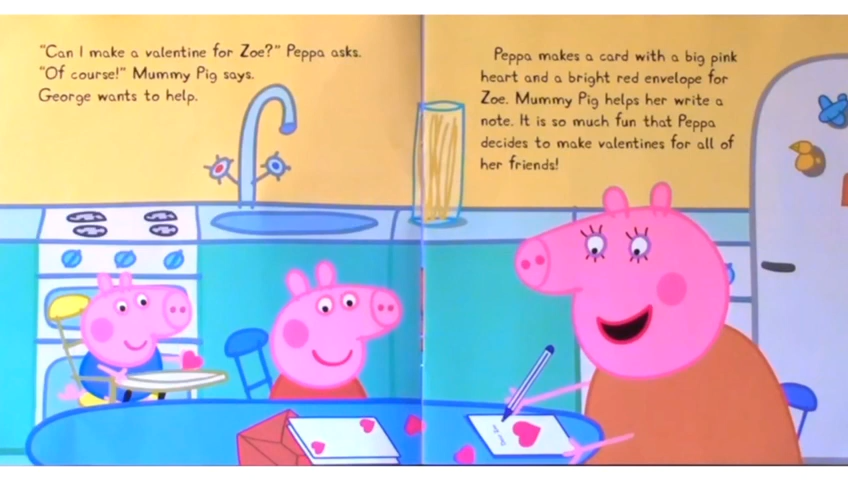 "Can I make a valentine for Zoe?" Peppa asks.
"Of course!" Mummy Pig says.
George wants to help.
Peppa makes a card with a big pink
heart and a bright red envelope for
Zoe. Mummy Pig helps her write a
note. It is so much fun that Peppa
decides to make valentines for all of
her friends!